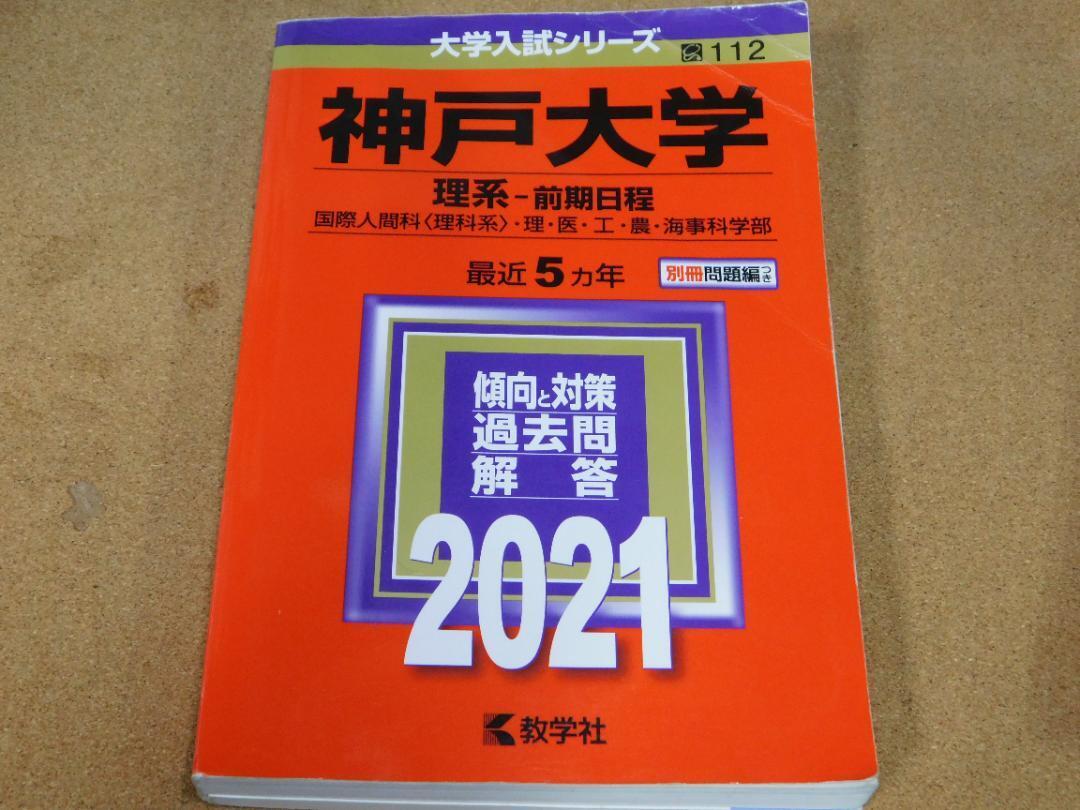 大学入試シリーズ
112
神戸大学
理系-前期日程
国際人間科〈理科系〉・理・医・工・農・海事科学部
最近5カ年
別冊問題編つき
傾向と対策
過去問
解答
2021
教学社